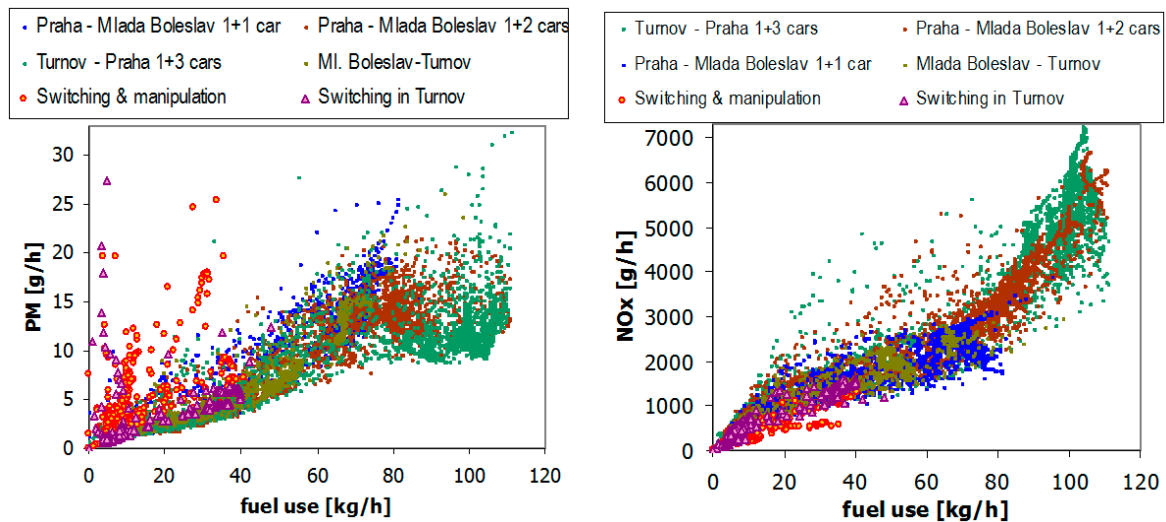 Praha - Mlada Boleslav 1+1 car
Praha - Mlada Boleslav 1+2 cars
Turnov - Praha 1+3 cars
Ml. Boleslav-Turnov
Switching & manipulation
Switching in Turnov
PM [g/h]
30
25
20
15
10
5
0
0 20 40 60 80 100 120
fuel use [kg/h]
Turnov - Praha 1+3 cars
Praha - Mlada Boleslav 1+2 cars
Praha - Mlada Boleslav 1+1 car
Mlada Boleslav - Turnov
Switching & manipulation
Switching in Turnov
NOx [g/h]
7000
6000
5000
4000
3000
2000
1000
0
0 20 40 60 80 100 120
fuel use [kg/h]